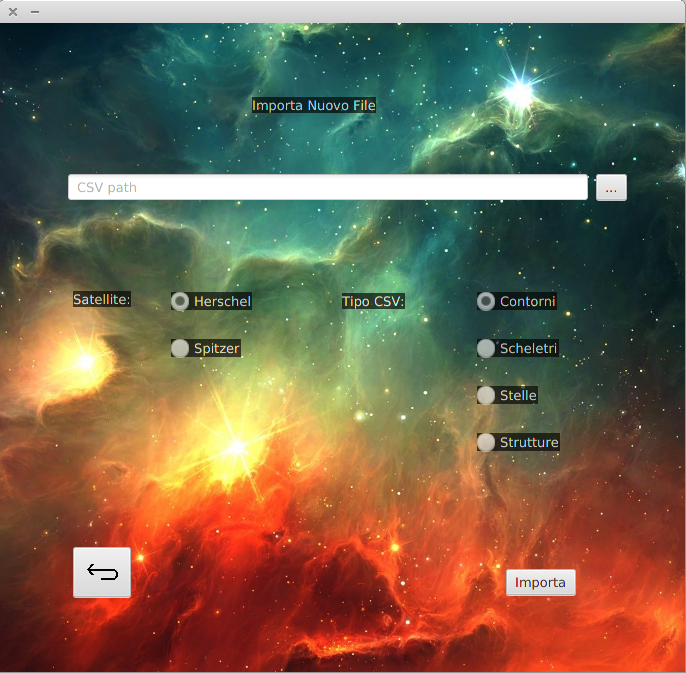 Importa Nuovo File
CSV path
...
Satellite:
Herschel
Tipo CSV:
Contorni
Spitzer
Scheletri
Stelle
Strutture
Importa